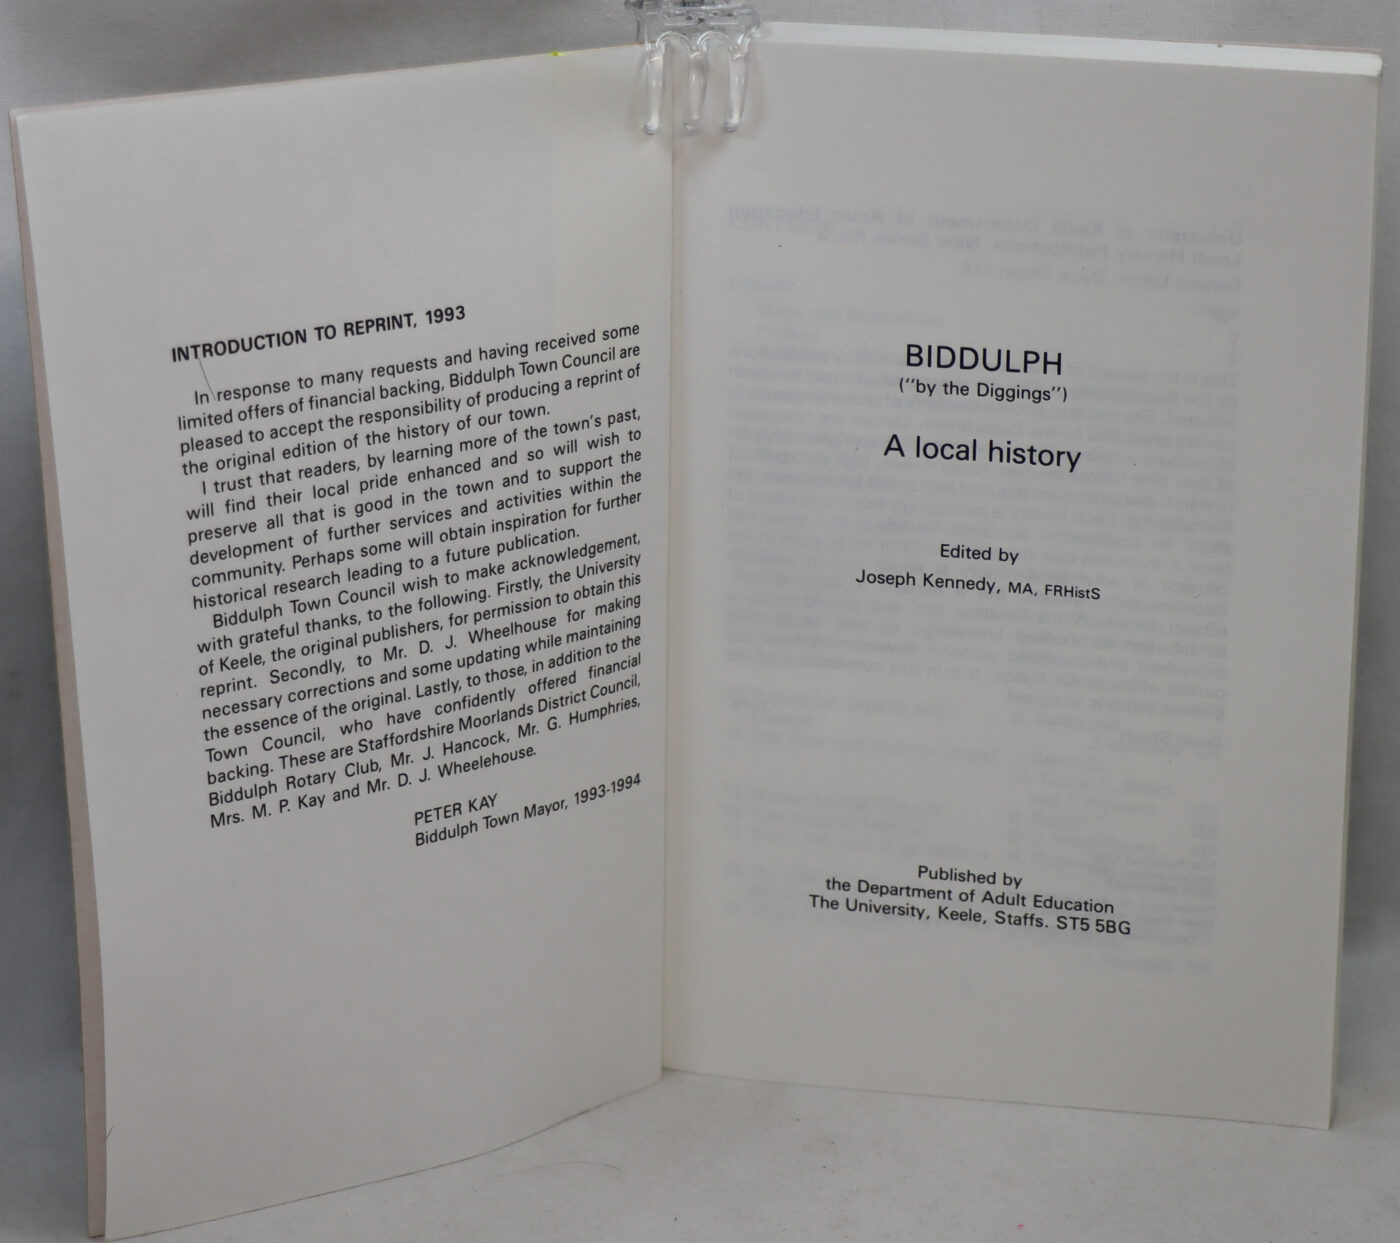 INTRODUCTION TO REPRINT, 1993
In response to many requests and having received some
limited offers of financial backing, Biddulph Town Council are
pleased to accept the responsibility of producing a reprint of
the original edition of the history of our town.
I trust that readers, by learning more of the town's past,
will find their local pride enhanced and so will wish to
preserve all that is good in the town and to support the
development of further services and activities within the
community. Perhaps some will obtain inspiration for further
historical research leading to a future publication.
Biddulph Town Council wish to make acknowledgement,
with grateful thanks, to the following. Firstly, the University
of Keele, the original publishers, for permission to obtain this
reprint. Secondly, to Mr. D. J. Wheelhouse for making
necessary corrections and some updating while maintaining
the essence of the original. Lastly, to those, in addition to the
Town Council, who have confidently offered financial
backing. These are Staffordshire Moorlands District Council,
Biddulph Rotary Club, Mr. J. Hancock, Mr. G. Humphries,
Mrs. M. P. Kay and Mr. D. J. Wheelehouse.
PETER KAY
Biddulph Town Mayor, 1993-1994
BIDDULPH
("by the Diggings")
A local history
Edited by
Joseph Kennedy, MA, FRHistS
Published by
the Department of Adult Education
The University, Keele, Staffs. ST5 5BG